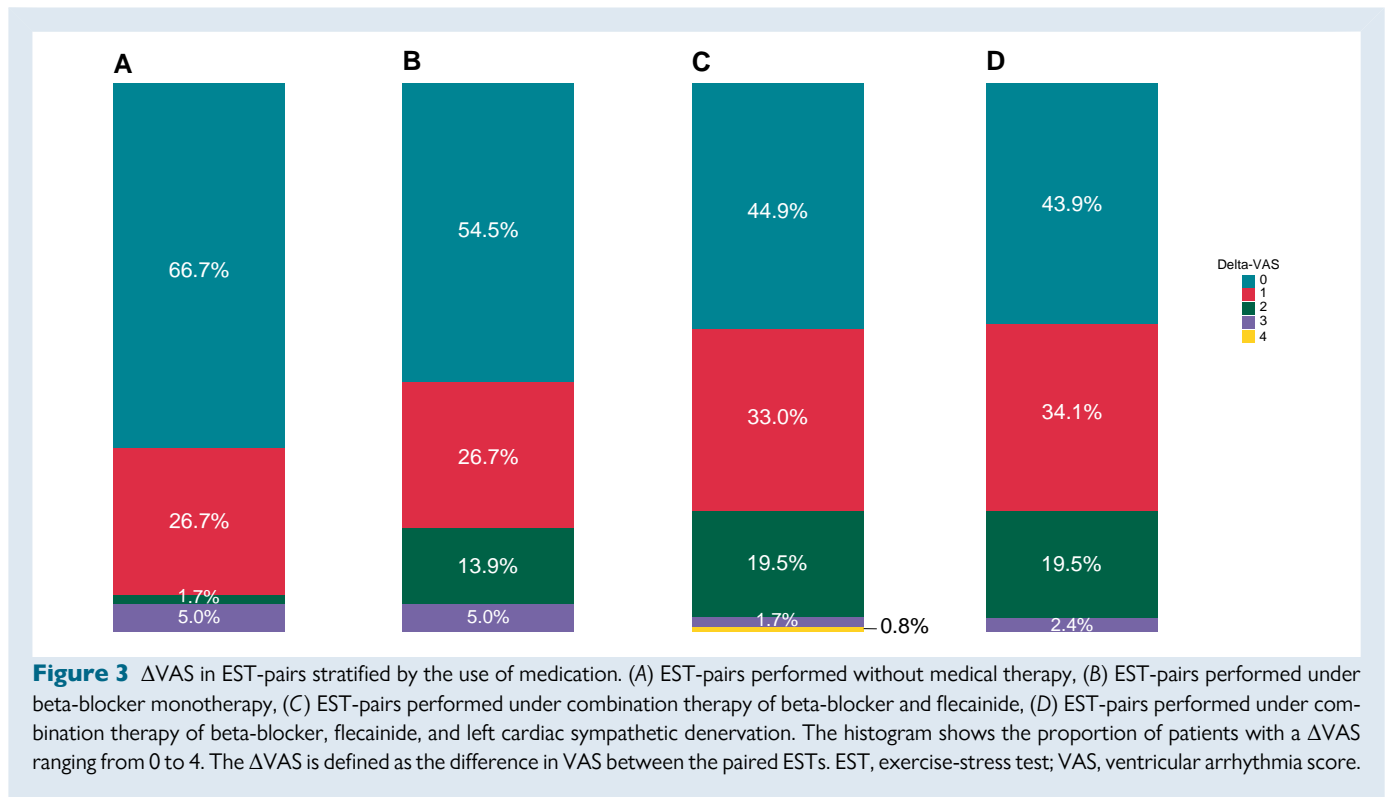 A
B
C
D
66.7%
26.7%
1.7%
5.0%
54.5%
26.7%
13.9%
5.0%
44.9%
33.0%
19.5%
1.7%
0.8%
43.9%
34.1%
19.5%
2.4%
Delta-VAS
0
1
2
3
4
Figure 3 ΔVAS in EST-pairs stratified by the use of medication. (A) EST-pairs performed without medical therapy, (B) EST-pairs performed under
beta-blocker monotherapy, (C) EST-pairs performed under combination therapy of beta-blocker and flecainide, (D) EST-pairs performed under com-
bination therapy of beta-blocker, flecainide, and left cardiac sympathetic denervation. The histogram shows the proportion of patients with a ΔVAS
ranging from 0 to 4. The ΔVAS is defined as the difference in VAS between the paired ESTs. EST, exercise-stress test; VAS, ventricular arrhythmia score.